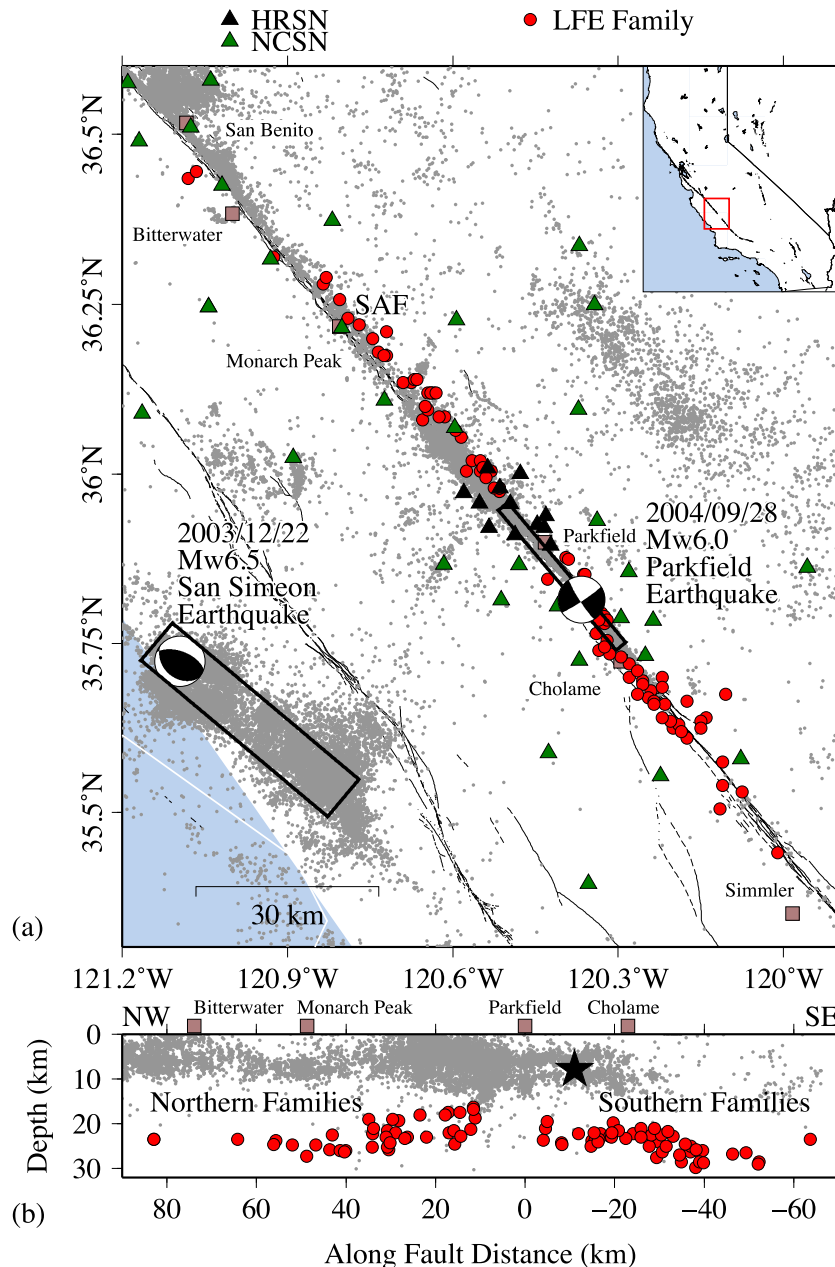 HRSN
NCSN
LFE Family
36.5°N
36.25°N
36°N
35.75°N
35.5°N
San Benito
Bitterwater
SAF
Monarch Peak
2003/12/22
Mw6.5
San Simeon
Earthquake
Parkfield
2004/09/28
Mw6.0
Parkfield
Earthquake
Cholame
Simmler
30 km
(a)
121.2°W
120.9°W
120.6°W
120.3°W
120°W
NW
Bitterwater
Monarch Peak
Parkfield
Cholame
SE
Depth (km)
0
10
20
30
Northern Families
Southern Families
(b)
80
60
40
20
0
−20
−40
−60
Along Fault Distance (km)